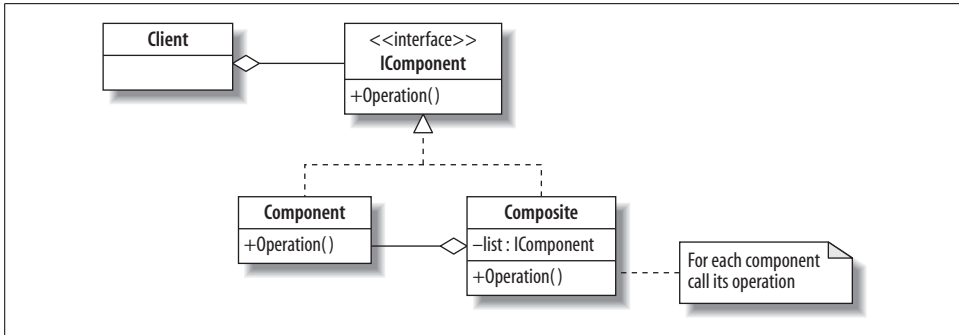 Client
<<interface>>
IComponent
+Operation()
Component
+Operation()
Composite
–list : IComponent
+Operation()
For each component
call its operation